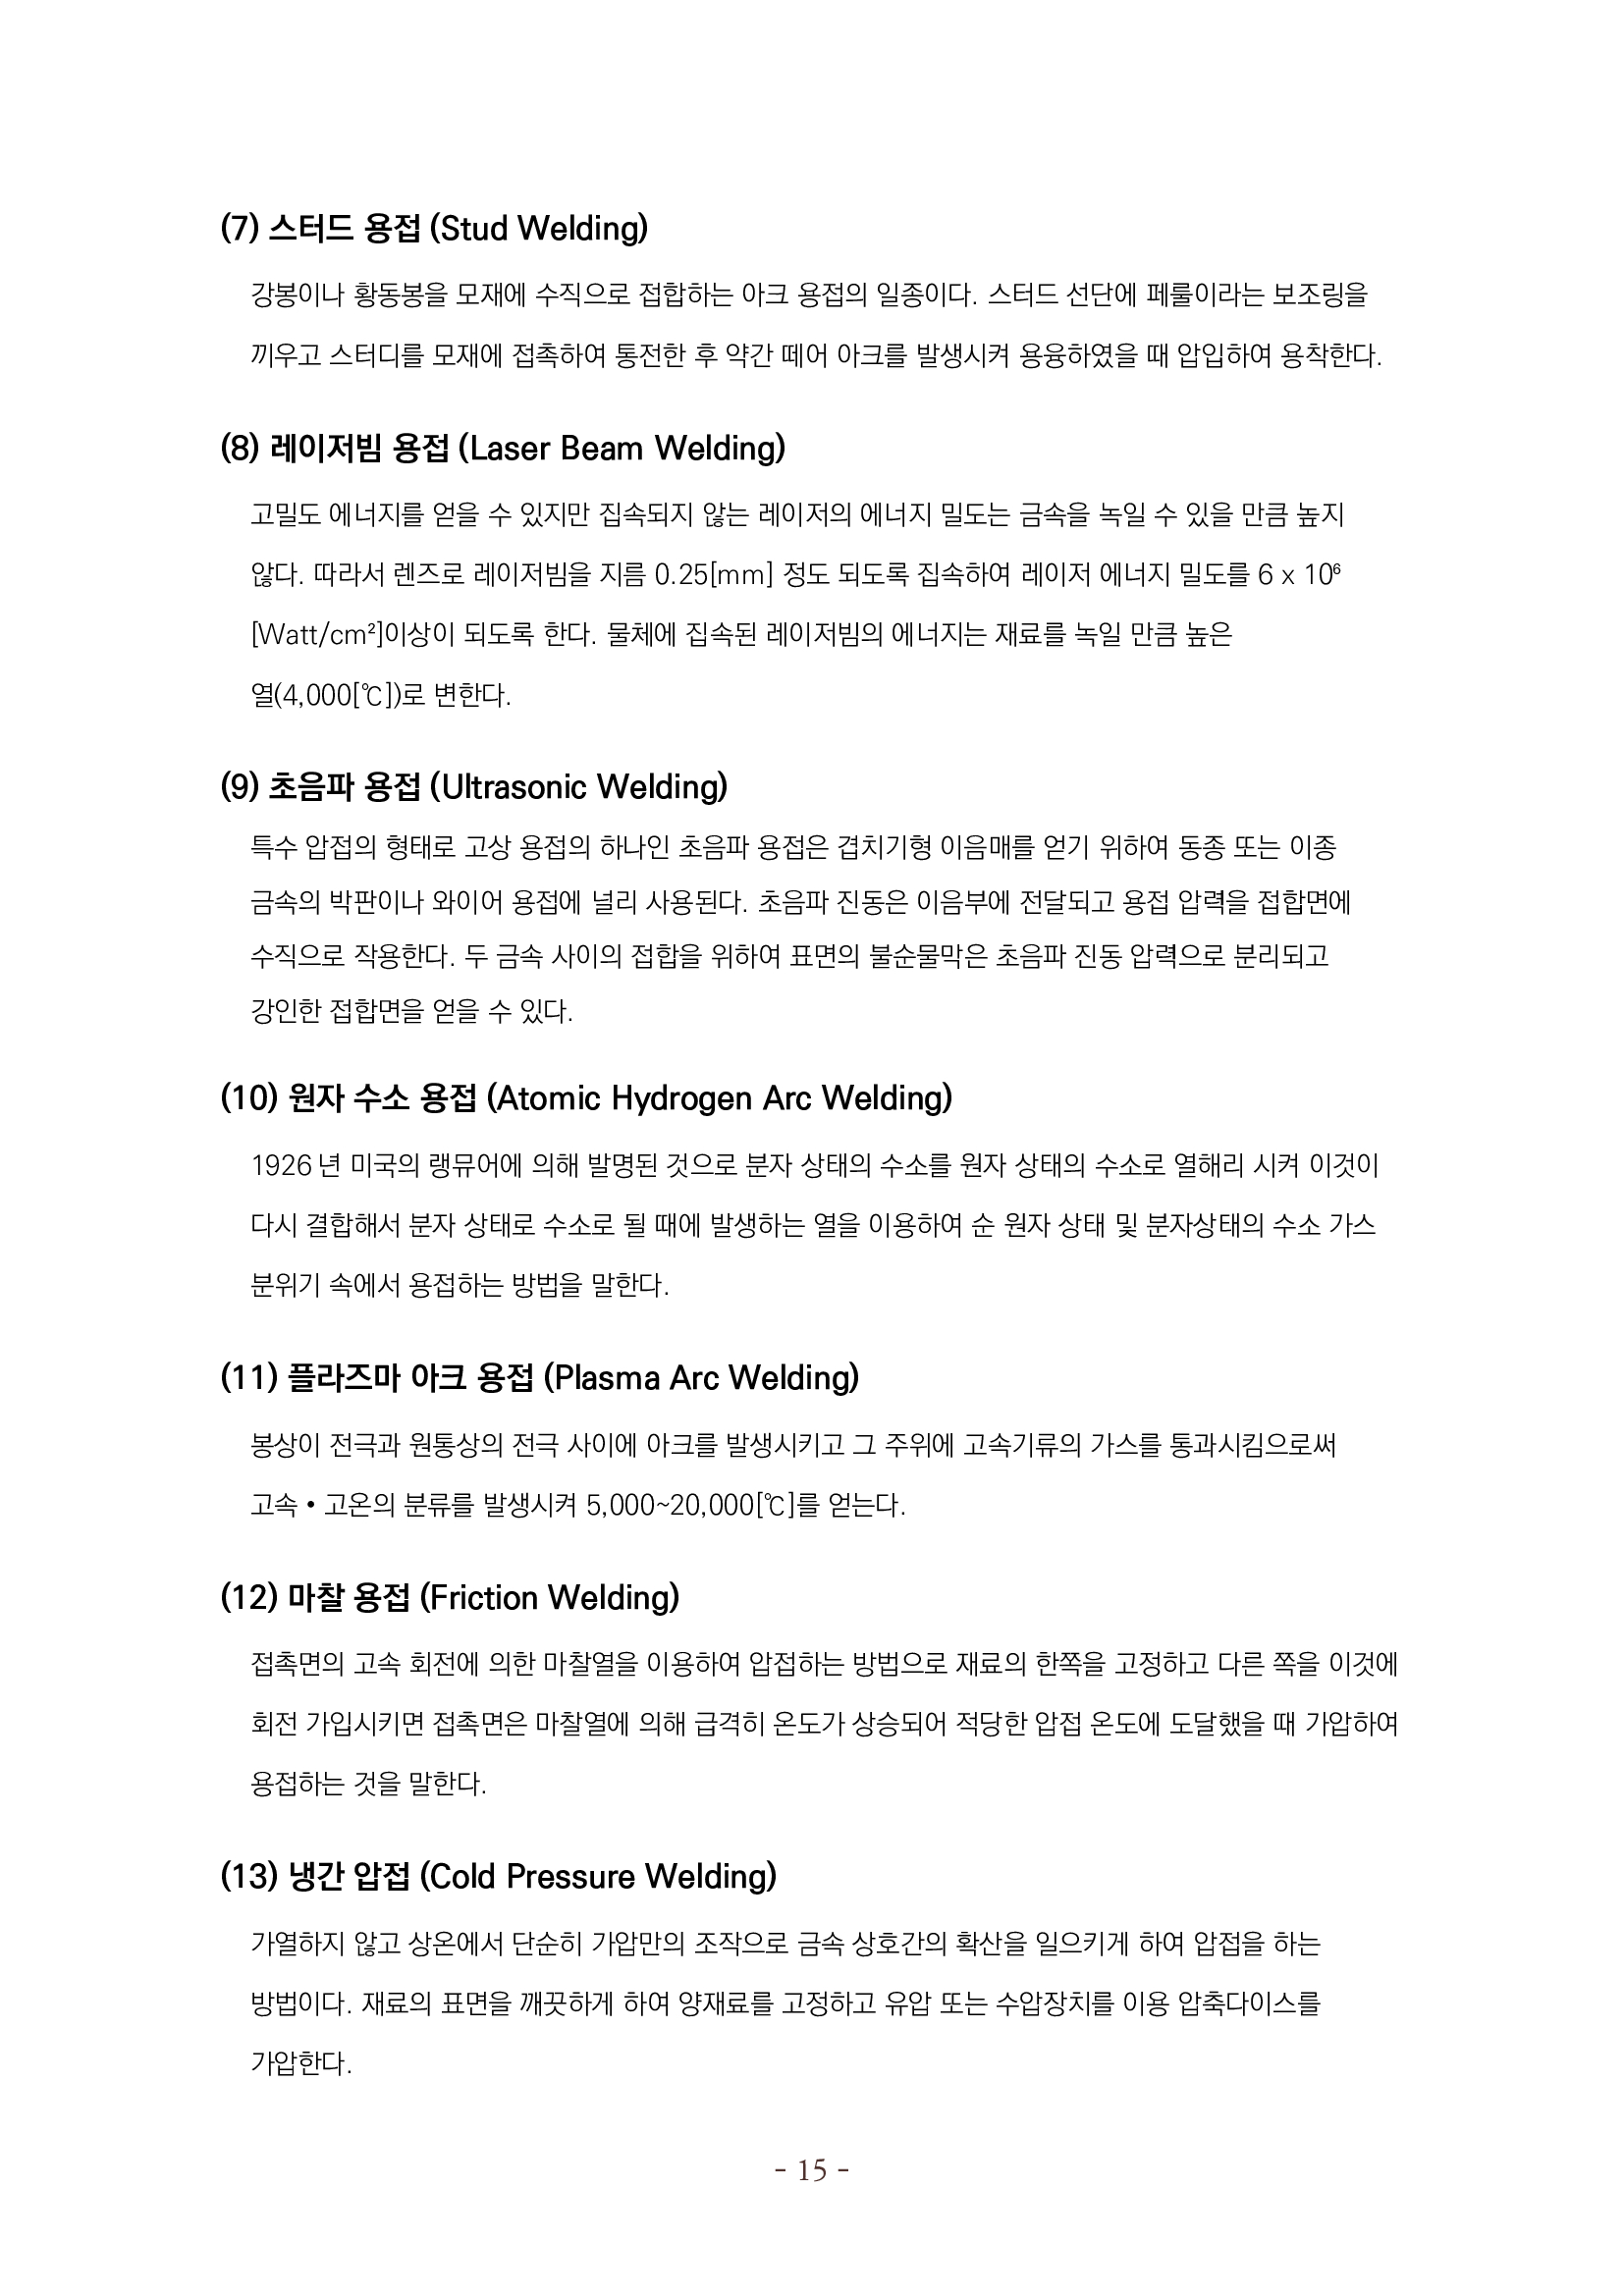 (7) 스터드 용접 (Stud Welding)
강봉이나 황동봉을 모재에 수직으로 접합하는 아크 용접의 일종이다. 스터드 선단에 페룰이라는 보조링을
끼우고 스터디를 모재에 접촉하여 통전한 후 약간 떼어 아크를 발생시켜 용융하였을 때 압입하여 용착한다.
(8) 레이저빔 용접 (Laser Beam Welding)
고밀도 에너지를 얻을 수 있지만 집속되지 않는 레이저의 에너지 밀도는 금속을 녹일 수 있을 만큼 높지
않다. 따라서 렌즈로 레이저빔을 지름 0.25[mm] 정도 되도록 집속하여 레이저 에너지 밀도를 6 x 10⁶
[Watt/cm²]이상이 되도록 한다. 물체에 집속된 레이저빔의 에너지는 재료를 녹일 만큼 높은
열(4,000[℃])로 변한다.
(9) 초음파 용접 (Ultrasonic Welding)
특수 압접의 형태로 고상 용접의 하나인 초음파 용접은 겹치기형 이음매를 얻기 위하여 동종 또는 이종
금속의 박판이나 와이어 용접에 널리 사용된다. 초음파 진동은 이음부에 전달되고 용접 압력을 접합면에
수직으로 작용한다. 두 금속 사이의 접합을 위하여 표면의 불순물막은 초음파 진동 압력으로 분리되고
강인한 접합면을 얻을 수 있다.
(10) 원자 수소 용접 (Atomic Hydrogen Arc Welding)
1926년 미국의 랭뮤어에 의해 발명된 것으로 분자 상태의 수소를 원자 상태의 수소로 열해리 시켜 이것이
다시 결합해서 분자 상태로 수소로 될 때에 발생하는 열을 이용하여 순 원자 상태 및 분자상태의 수소 가스
분위기 속에서 용접하는 방법을 말한다.
(11) 플라즈마 아크 용접 (Plasma Arc Welding)
봉상이 전극과 원통상의 전극 사이에 아크를 발생시키고 그 주위에 고속기류의 가스를 통과시킴으로써
고속•고온의 분류를 발생시켜 5,000~20,000[℃]를 얻는다.
(12) 마찰 용접 (Friction Welding)
접촉면의 고속 회전에 의한 마찰열을 이용하여 압접하는 방법으로 재료의 한쪽을 고정하고 다른 쪽을 이것에
회전 가입시키면 접촉면은 마찰열에 의해 급격히 온도가 상승되어 적당한 압접 온도에 도달했을 때 가압하여
용접하는 것을 말한다.
(13) 냉간 압접 (Cold Pressure Welding)
가열하지 않고 상온에서 단순히 가압만의 조작으로 금속 상호간의 확산을 일으키게 하여 압접을 하는
방법이다. 재료의 표면을 깨끗하게 하여 양재료를 고정하고 유압 또는 수압장치를 이용 압축다이스를
가압한다.
- 15 -